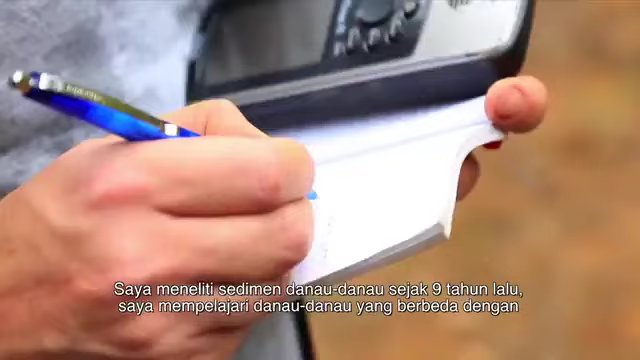 Saya meneliti sedimen danau-danau sejak 9 tahun lalu,
saya mempelajari danau-danau yang berbeda dengan